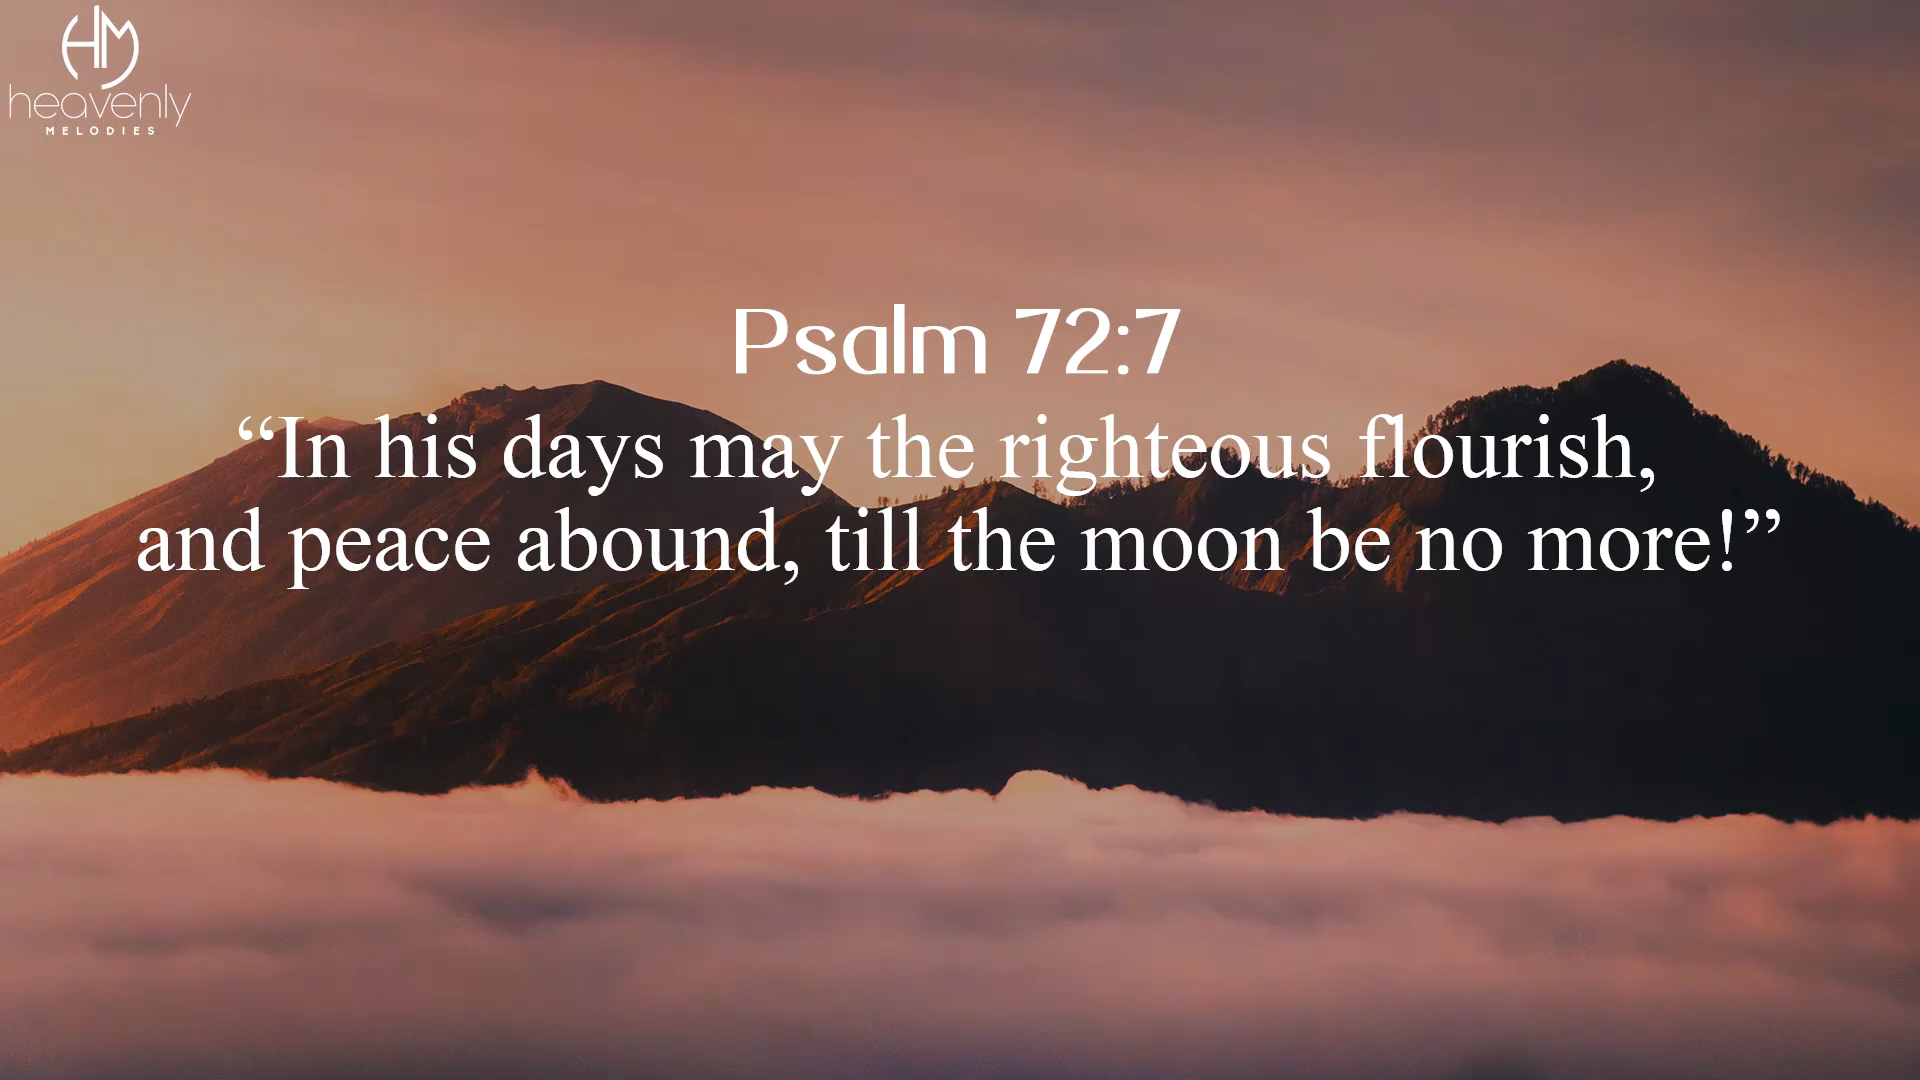 HM
heavenly
MELODIES
Psalm 72:7
“In his days may the righteous flourish,
and peace abound, till the moon be no more!”